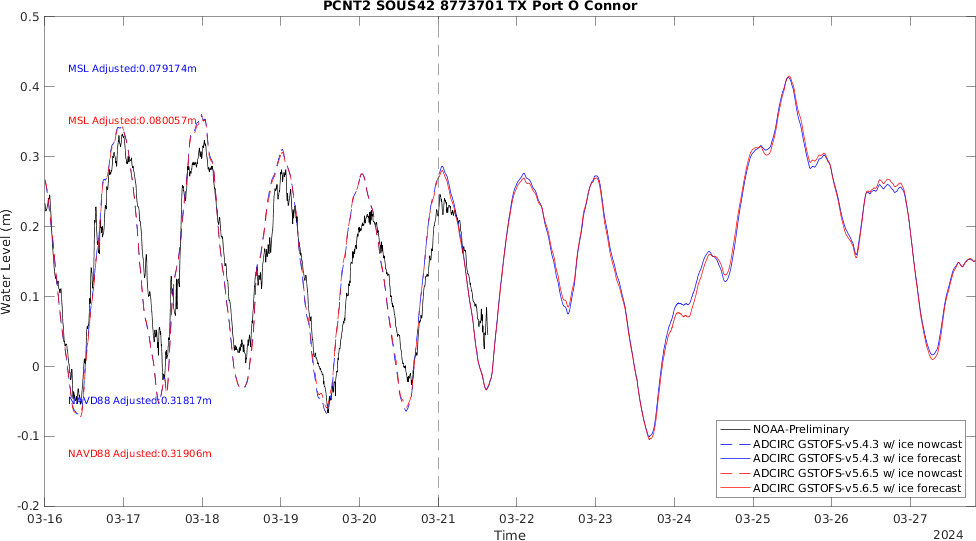 PCNT2 SOUS42 8773701 TX Port O Connor
0.5
MSL Adjusted:0.079174m
0.4
MSL Adjusted:0.080057m
0.3
0.2
Water Level (m)
0.1
0
NAVD88 Adjusted:0.31817m
-0.1
NAVD88 Adjusted:0.31906m
NOAA-Preliminary
ADCIRC GSTOFS-v5.4.3 w/ ice nowcast
ADCIRC GSTOFS-v5.4.3 w/ ice forecast
ADCIRC GSTOFS-v5.6.5 w/ ice nowcast
ADCIRC GSTOFS-v5.6.5 w/ ice forecast
-0.2
03-16 03-17 03-18 03-19 03-20 03-21 03-22 03-23 03-24 03-25 03-26 03-27
Time
2024